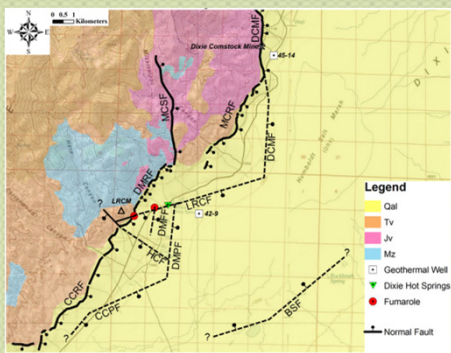 N
W E
S
0 0.5 1
Kilometers
DCMF
Dixie Comstock Mine
45-14
MCSF
MCRF
DCMF
DMRF
LRCM
?
LRCF
42-9
DMFF
DMPF
HCF
CCRF
CCPF
?
BSF
?
?
Legend
Qal
Tv
Jv
Mz
Geothermal Well
Dixie Hot Springs
Fumarole
Normal Fault